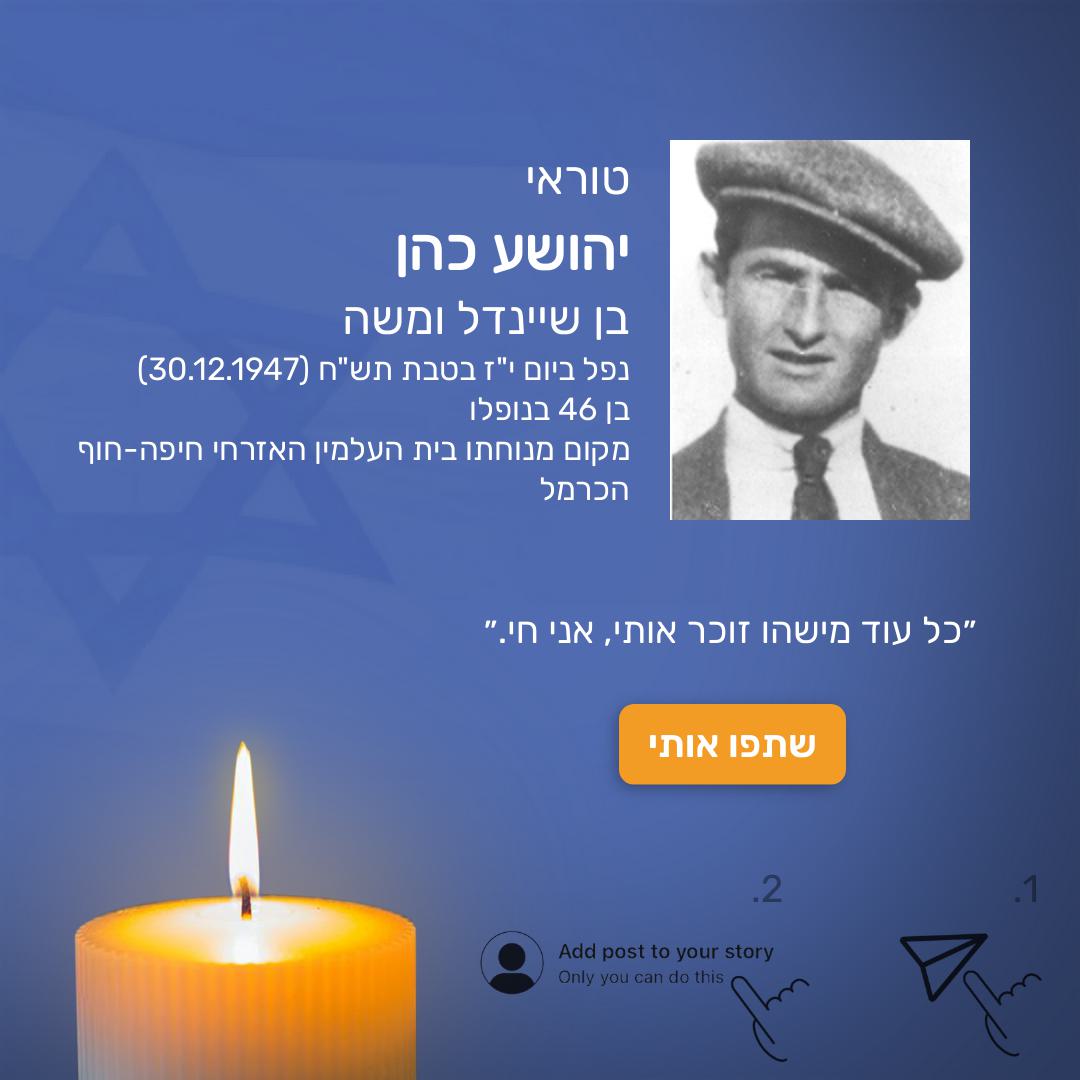 טוראי
יהושע כהן
בן שיינדל ומשה
נפל ביום י"ז בטבת תש"ח (30.12.1947)
בן 46 בנופלו
מקום מנוחתו בית העלמין האזרחי חיפה-חוף
הכרמל
״כל עוד מישהו זוכר אותי, אני חי.״
שתפו אותי
.1
.2
Add post to your story
Only you can do this